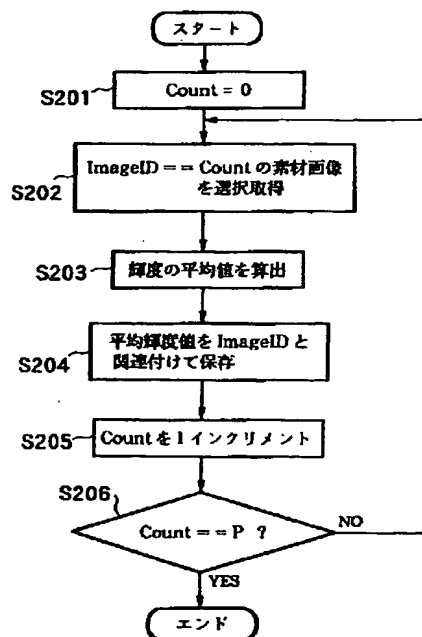 スタート
S201
Count = 0
S202
ImageID == Count の素材画像
を選択取得
S203
輝度の平均値を算出
S204
平均輝度値を ImageID と
関連付けて保存
S205
Count を 1 インクリメント
S206
Count == P ?
NO
YES
エンド